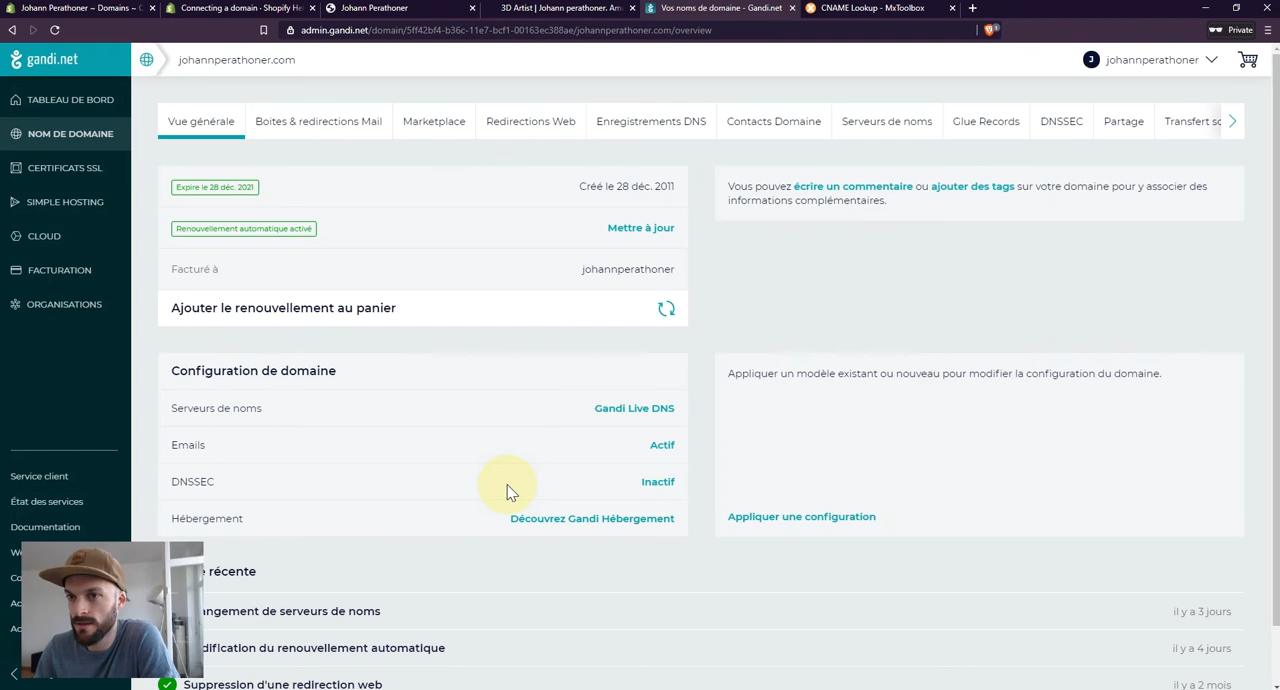 Johann Perathoner ~ Domains ~ C
Connecting a domain · Shopify Hel
Johann Perathoner
3D Artist | Johann perathoner. Am
Vos noms de domaine - Gandi.net
CNAME Lookup - MxToolbox
admin.gandi.net/domain/5ff42bf4-b36c-11e7-bcf1-00163ec388ae/johannperathoner.com/overview
Private
gandi.net
johannperathoner.com
J
johannperathoner
TABLEAU DE BORD
NOM DE DOMAINE
CERTIFICATS SSL
SIMPLE HOSTING
CLOUD
FACTURATION
ORGANISATIONS
Service client
État des services
Documentation
Vue générale
Boites & redirections Mail
Marketplace
Redirections Web
Enregistrements DNS
Contacts Domaine
Serveurs de noms
Glue Records
DNSSEC
Partage
Transfert so
Expire le 28 déc. 2021
Créé le 28 déc. 2011
Renouvellement automatique activé
Mettre à jour
Facturé à
johannperathoner
Ajouter le renouvellement au panier
Vous pouvez écrire un commentaire ou ajouter des tags sur votre domaine pour y associer des
informations complémentaires.
Configuration de domaine
Serveurs de noms
Gandi Live DNS
Emails
Actif
DNSSEC
Inactif
Hébergement
Découvrez Gandi Hébergement
Appliquer un modèle existant ou nouveau pour modifier la configuration du domaine.
Appliquer une configuration
récente
angement de serveurs de noms
il y a 3 jours
dification du renouvellement automatique
il y a 4 jours
Suppression d'une redirection web
il y a 2 mois